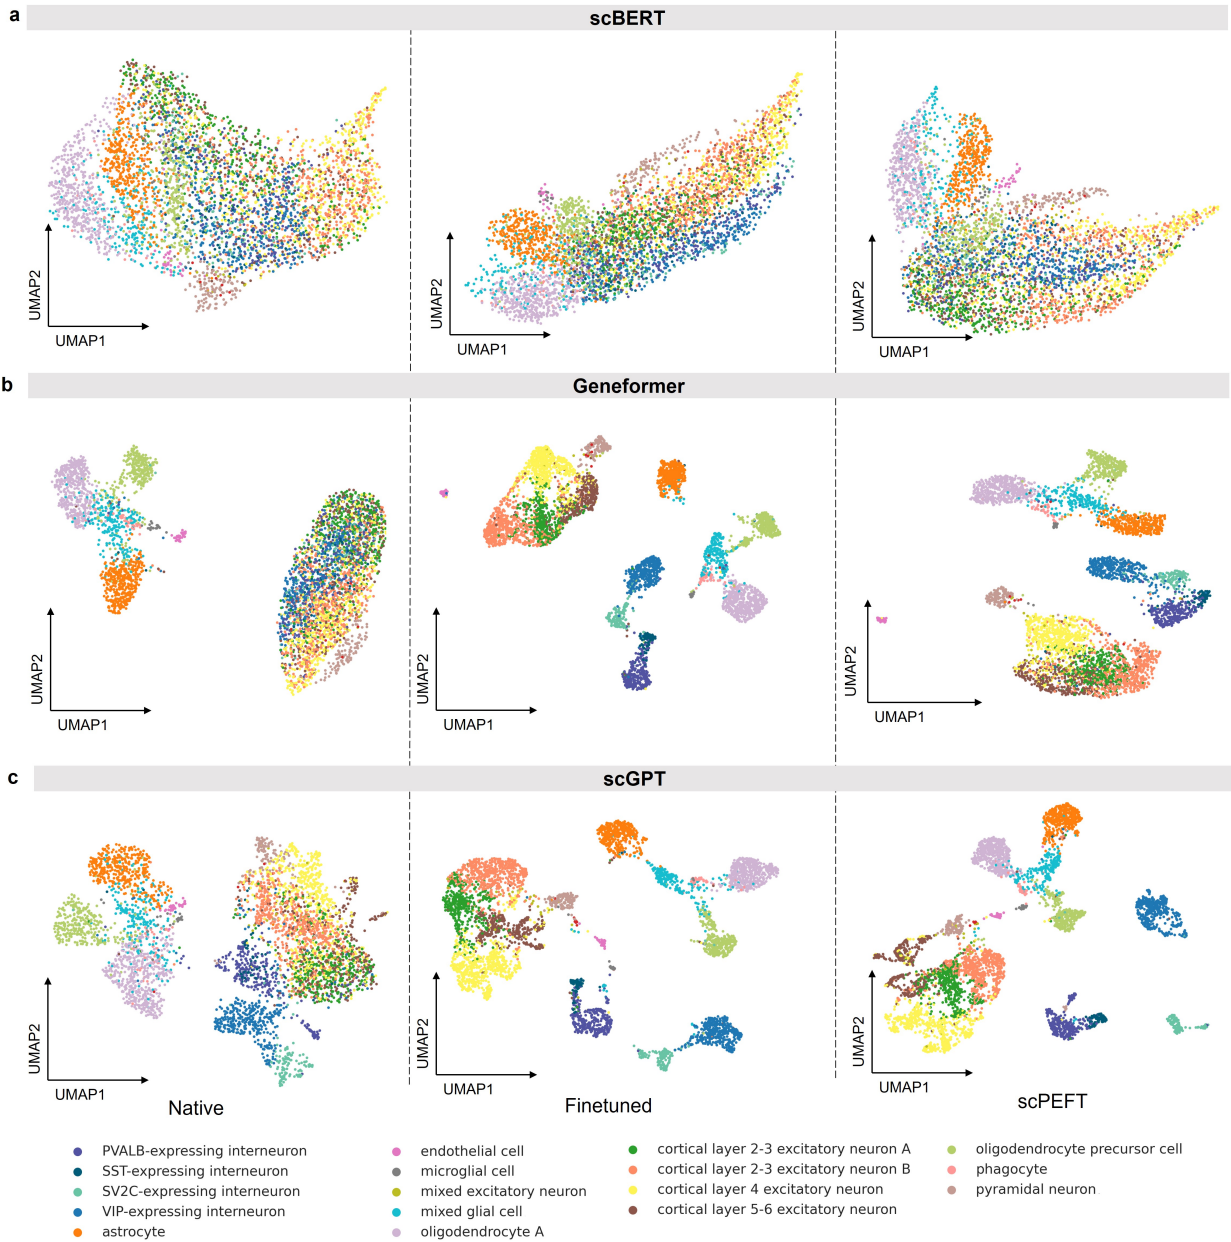 a
scBERT
UMAP2
UMAP1
UMAP2
UMAP1
UMAP2
UMAP1
b
Geneformer
UMAP2
UMAP1
UMAP2
UMAP1
UMAP2
UMAP1
c
scGPT
UMAP2
UMAP1
UMAP2
UMAP1
UMAP2
UMAP1
Native
Finetuned
scPEFT
PVALB-expressing interneuron
SST-expressing interneuron
SV2C-expressing interneuron
VIP-expressing interneuron
astrocyte
endothelial cell
microglial cell
mixed excitatory neuron
mixed glial cell
oligodendrocyte A
cortical layer 2-3 excitatory neuron A
cortical layer 2-3 excitatory neuron B
cortical layer 4 excitatory neuron
cortical layer 5-6 excitatory neuron
oligodendrocyte precursor cell
phagocyte
pyramidal neuron